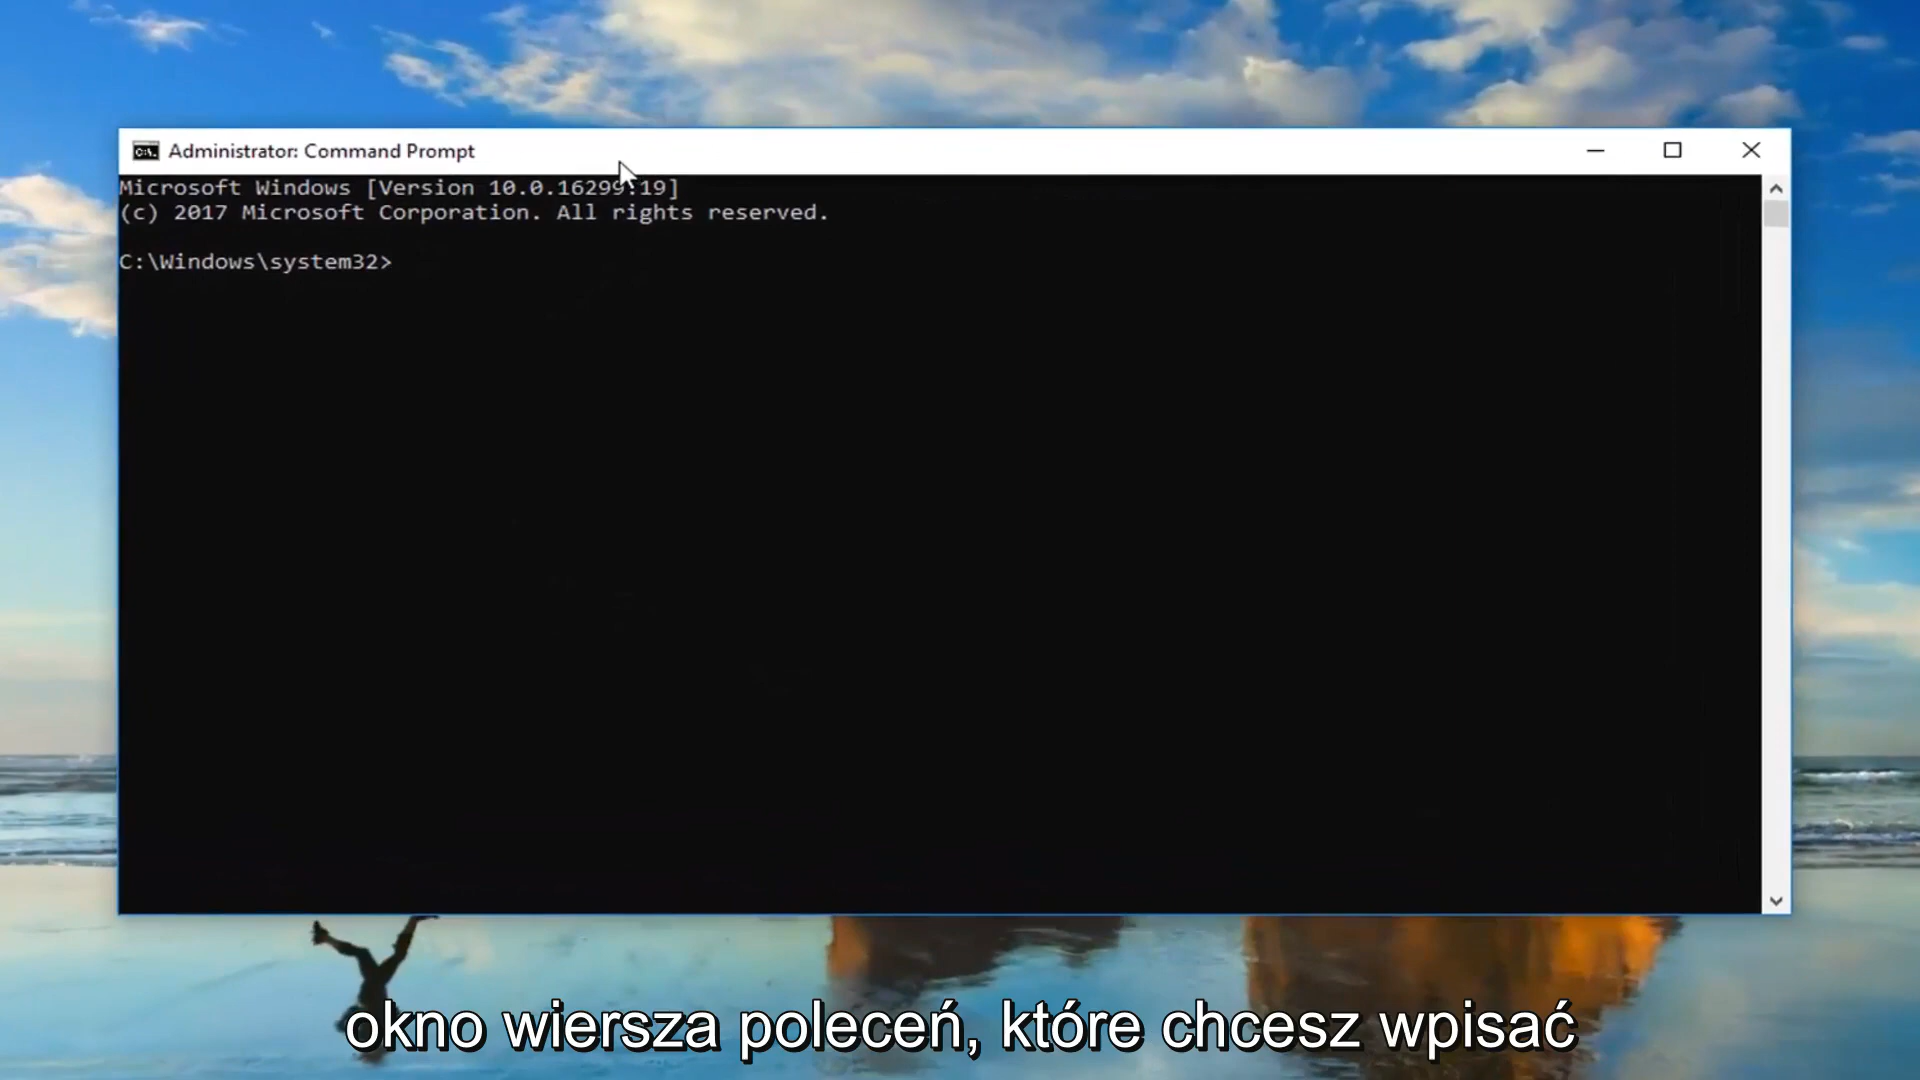 Administrator: Command Prompt
Microsoft Windows [Version 10.0.16299.19]
(c) 2017 Microsoft Corporation. All rights reserved.
C:\Windows\system32>
okno wiersza poleceń, które chcesz wpisać